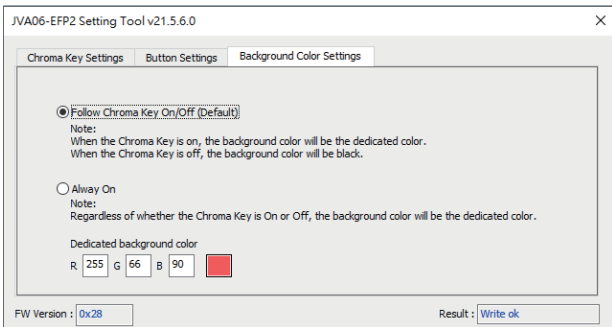 JVA06-EFP2 Setting Tool v21.5.6.0
Chroma Key Settings Button Settings Background Color Settings
Follow Chroma Key On/Off (Default)
Note:
When the Chroma Key is on, the background color will be the dedicated color.
When the Chroma Key is off, the background color will be black.
Alway On
Note:
Regardless of whether the Chroma Key is On or Off, the background color will be the dedicated color.
Dedicated background color
R 255 G 66 B 90
FW Version : 0x28 Result : Write ok